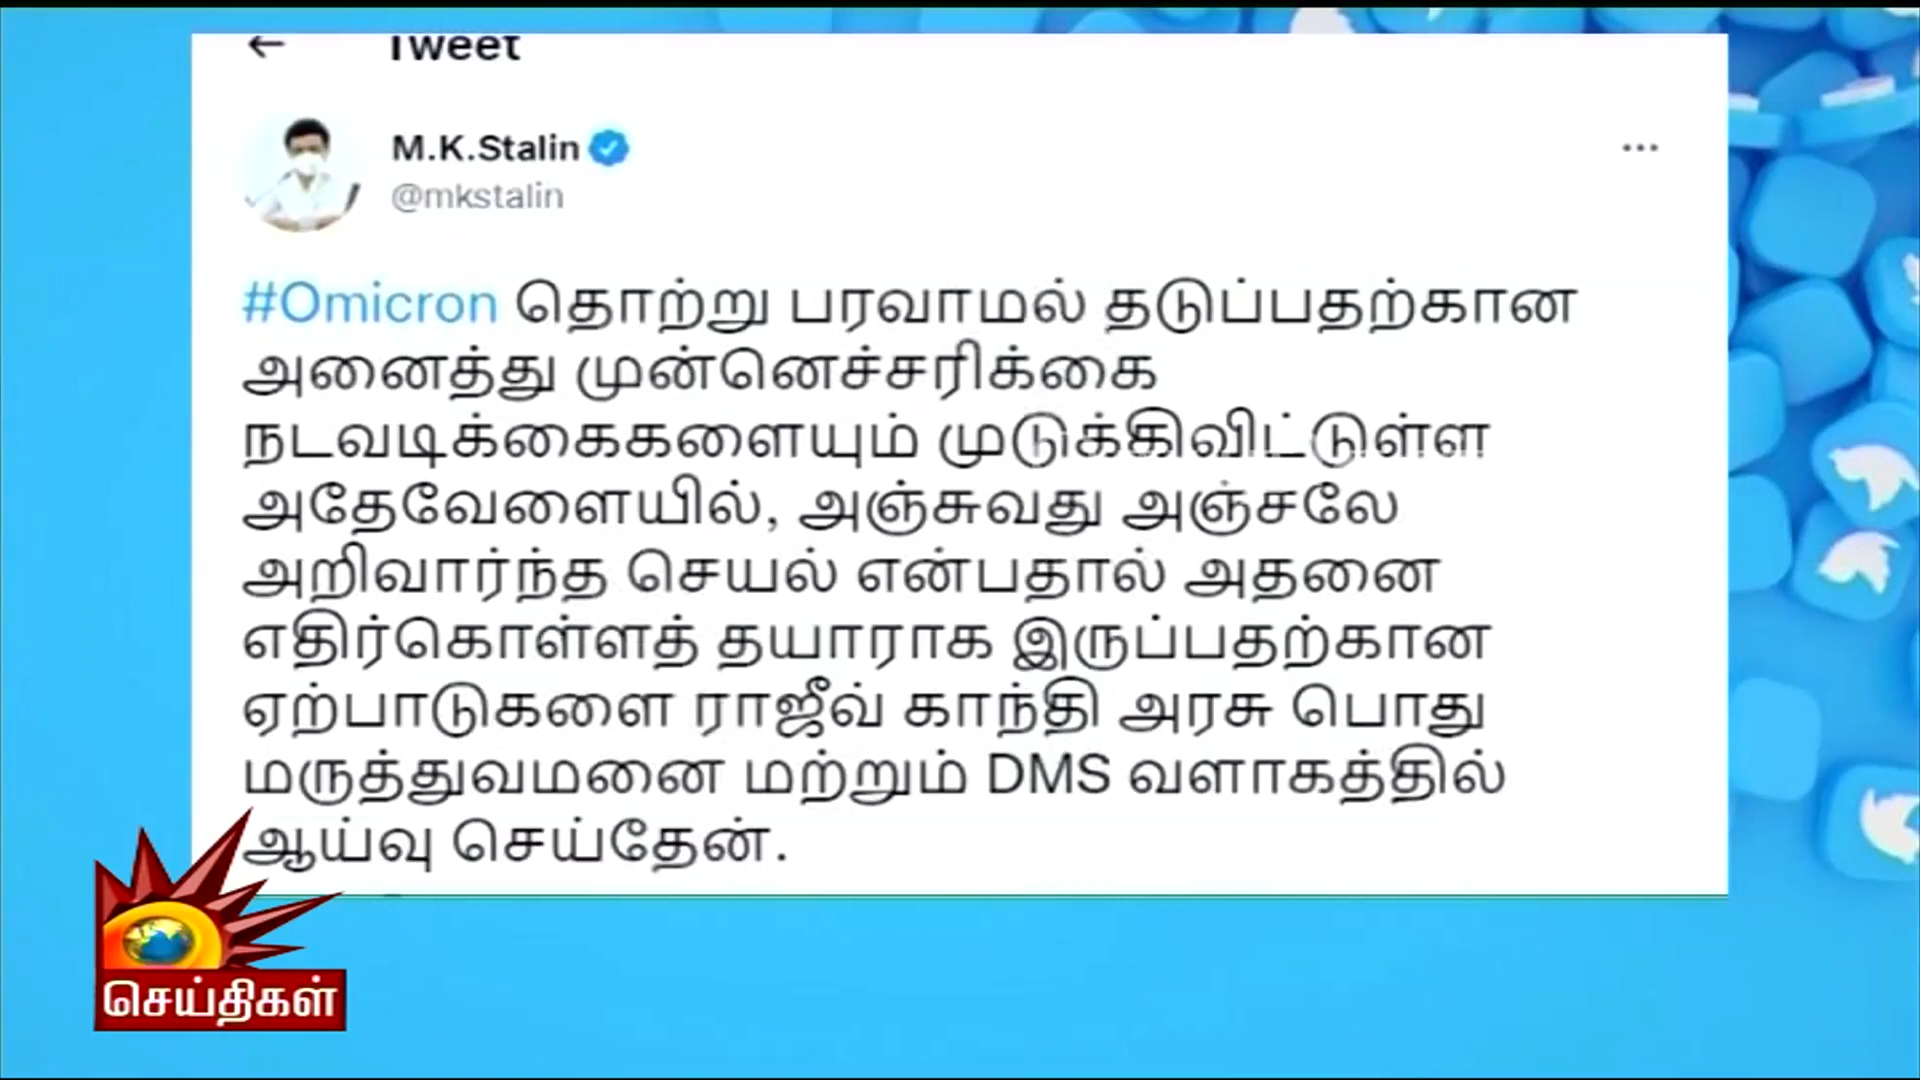 Tweet
M.K.Stalin
@mkstalin
#Omicron தொற்று பரவாமல் தடுப்பதற்கான
அனைத்து முன்னெச்சரிக்கை
நடவடிக்கைகளையும் முடுக்கிவிட்டுள்ள
அதேவேளையில், அஞ்சுவது அஞ்சலே
அறிவார்ந்த செயல் என்பதால் அதனை
எதிர்கொள்ளத் தயாராக இருப்பதற்கான
ஏற்பாடுகளை ராஜீவ் காந்தி அரசு பொது
மருத்துவமனை மற்றும் DMS வளாகத்தில்
ஆய்வு செய்தேன்.
செய்திகள்